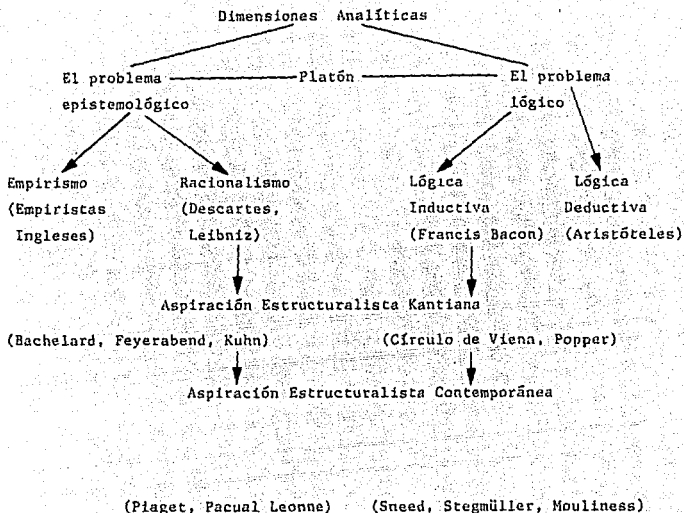 Dimensiones Analíticas
El problema Platón El problema
epistemológico lógico
Empirismo Racionalismo Lógica Lógica
(Empiristas (Descartes, Inductiva Deductiva
Ingleses) Leibniz) (Francis Bacon) (Aristóteles)
Aspiración Estructuralista Kantiana
(Bachelard, Feyerabend, Kuhn) (Círculo de Viena, Popper)
Aspiración Estructuralista Contemporánea
(Piaget, Pacual Leonne) (Sneed, Stegmüller, Mouliness)